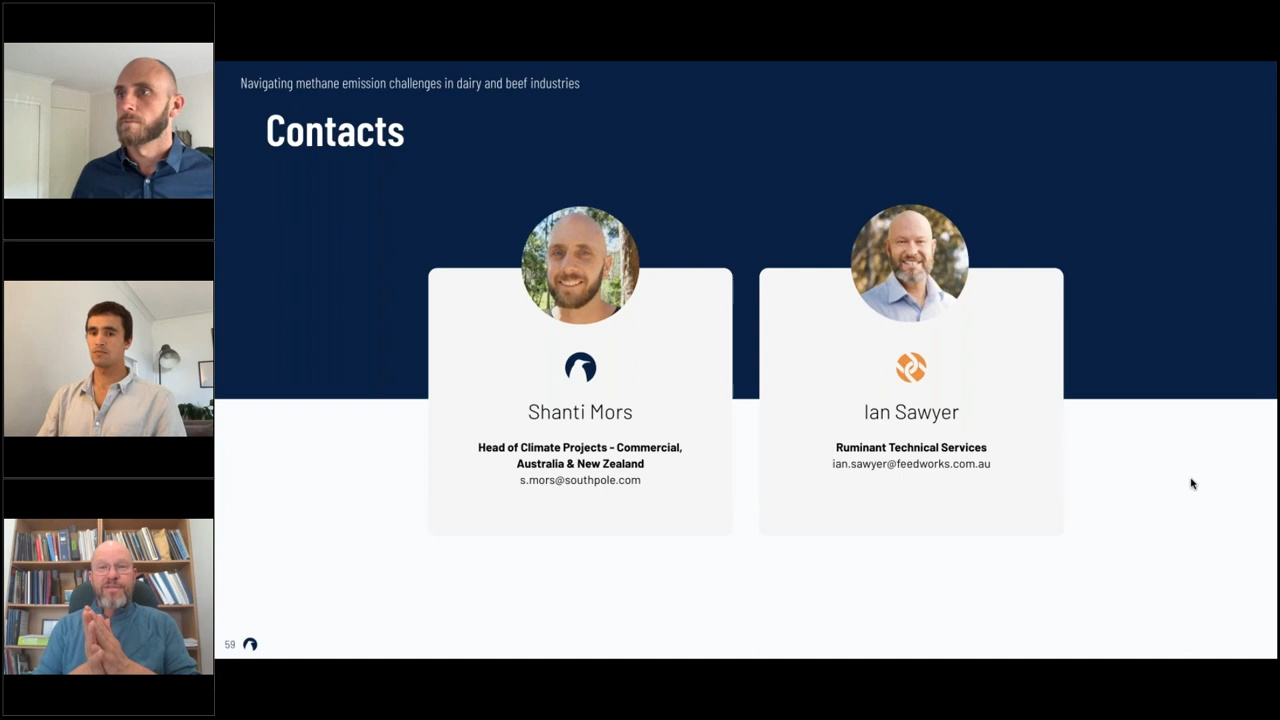 Navigating methane emission challenges in dairy and beef industries
Contacts
Shanti Mors
Head of Climate Projects - Commercial,
Australia & New Zealand
s.mors@southpole.com
Ian Sawyer
Ruminant Technical Services
ian.sawyer@feedworks.com.au
59